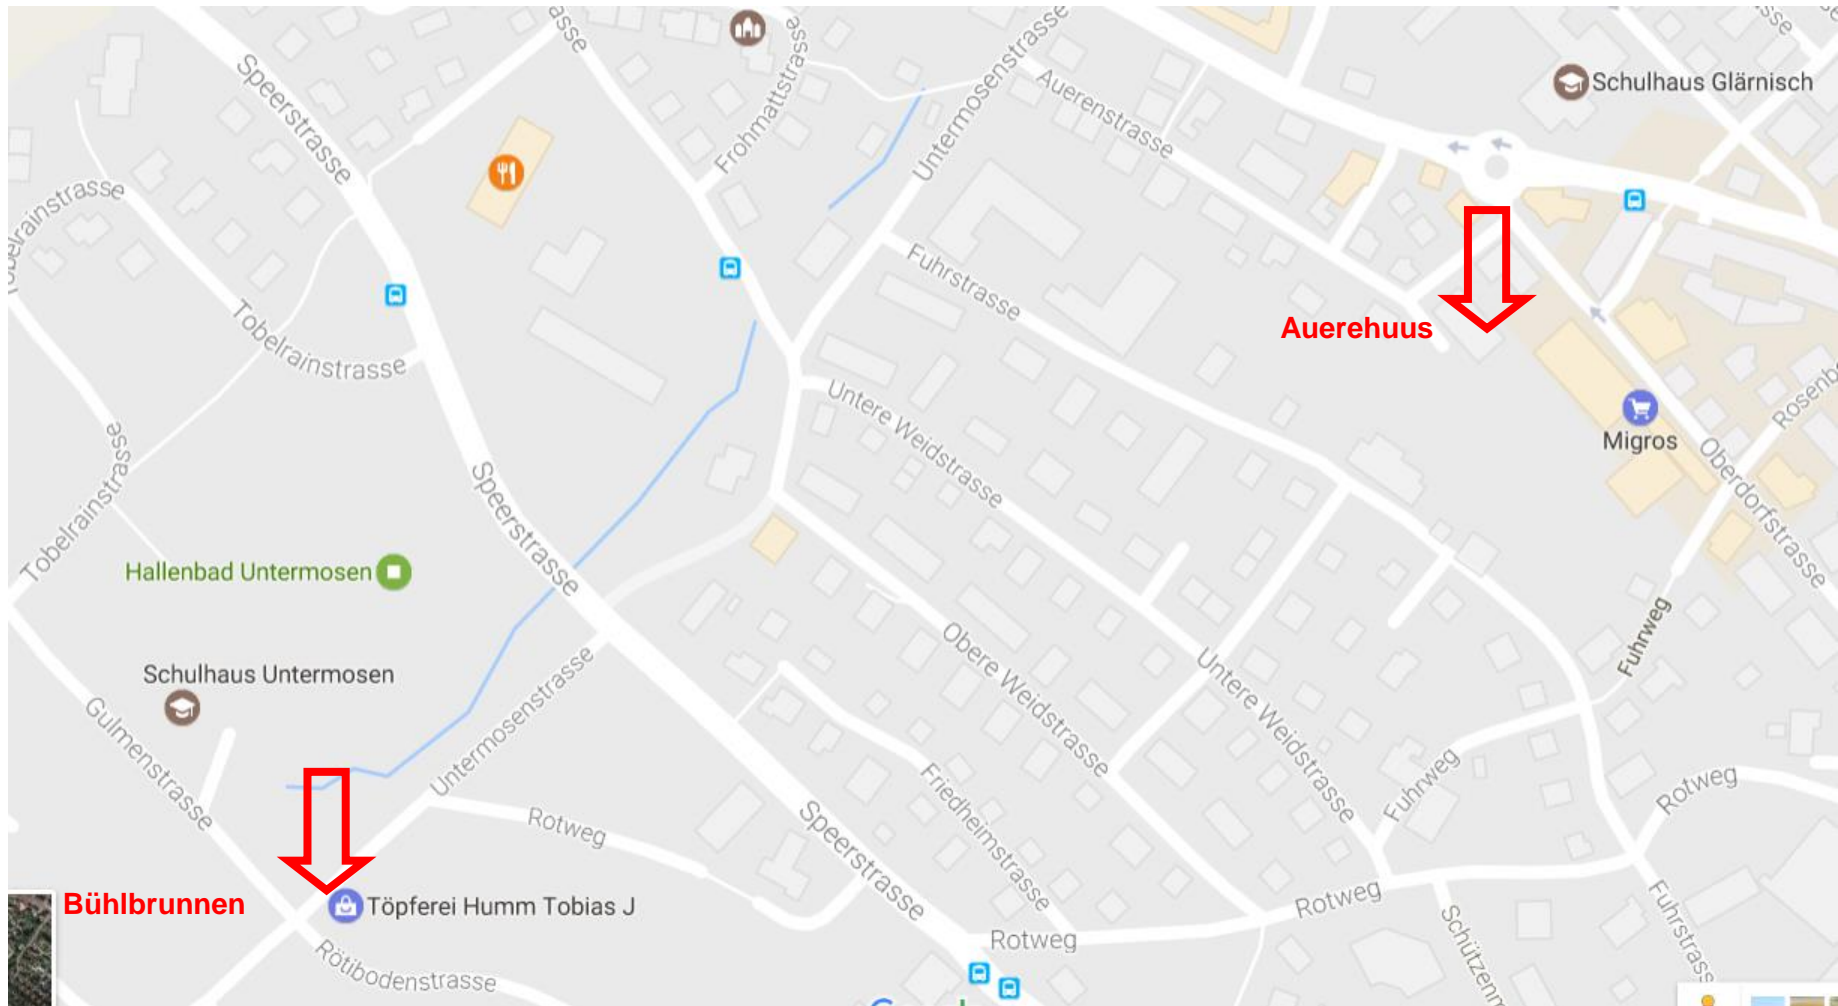 Speerstrasse
Frohmattstrasse
Untermosenstrasse
Auerenstrasse
Schulhaus Glärnisch
Tobelrainstrasse
Fuhrstrasse
Auerehuus
Tobelrainstrasse
Untere Weidstrasse
Migros
Oberdorfstrasse
Tobelrainstrasse
Speerstrasse
Hallenbad Untermosen
Fuhrweg
Schulhaus Untermosen
Untermosenstrasse
Obere Weidstrasse
Untere Weidstrasse
Gulmenstrasse
Rotweg
Friedheimstrasse
Fuhrweg
Rotweg
Speerstrasse
Bühlbrunnen
Töpferei Humm Tobias J
Rotweg
Rotweg
Rötibodenstrasse